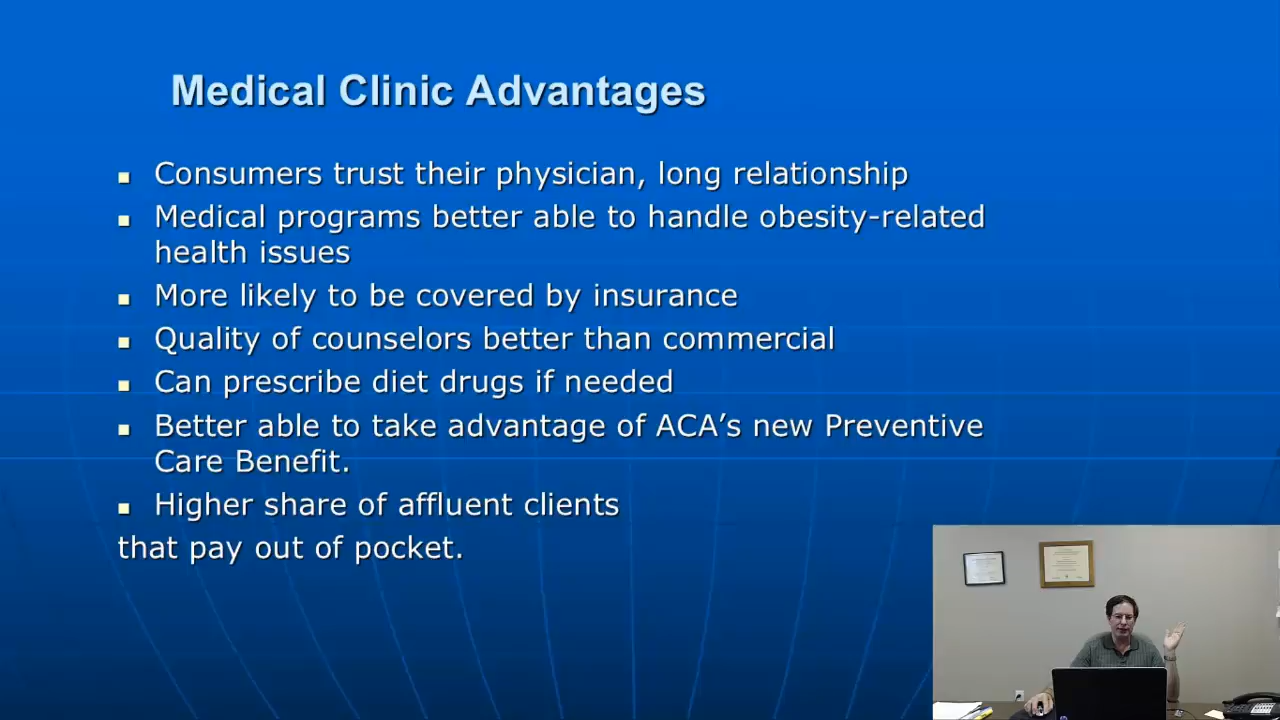 Medical Clinic Advantages
Consumers trust their physician, long relationship
Medical programs better able to handle obesity-related
health issues
More likely to be covered by insurance
Quality of counselors better than commercial
Can prescribe diet drugs if needed
Better able to take advantage of ACA’s new Preventive
Care Benefit.
Higher share of affluent clients
that pay out of pocket.